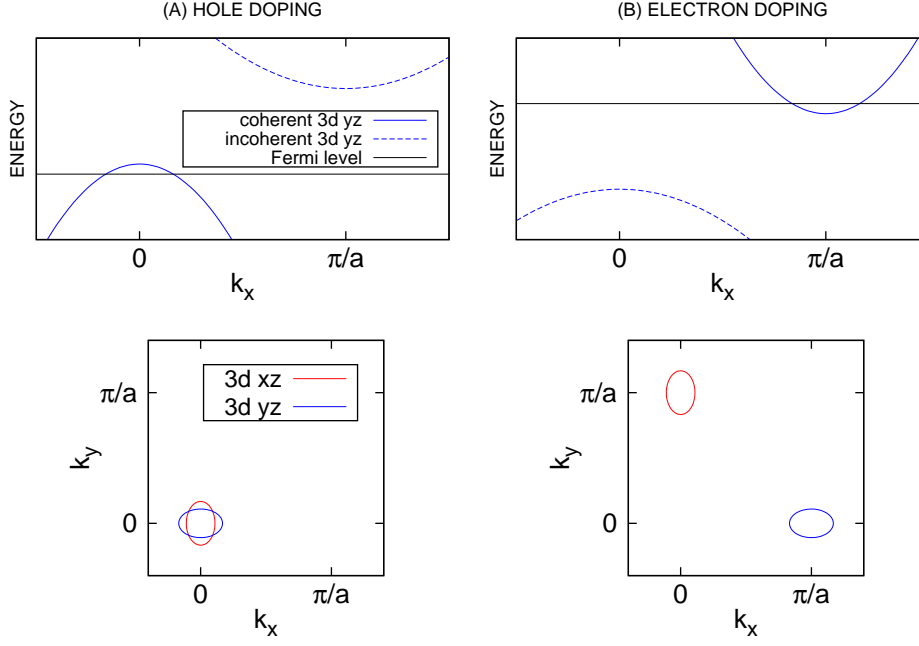 (A) HOLE DOPING
ENERGY
coherent 3d yz
incoherent 3d yz
Fermi level
0
π/a
k_x
(B) ELECTRON DOPING
ENERGY
0
π/a
k_x
3d xz
3d yz
π/a
k_y
0
0
π/a
k_x
π/a
k_y
0
0
π/a
k_x